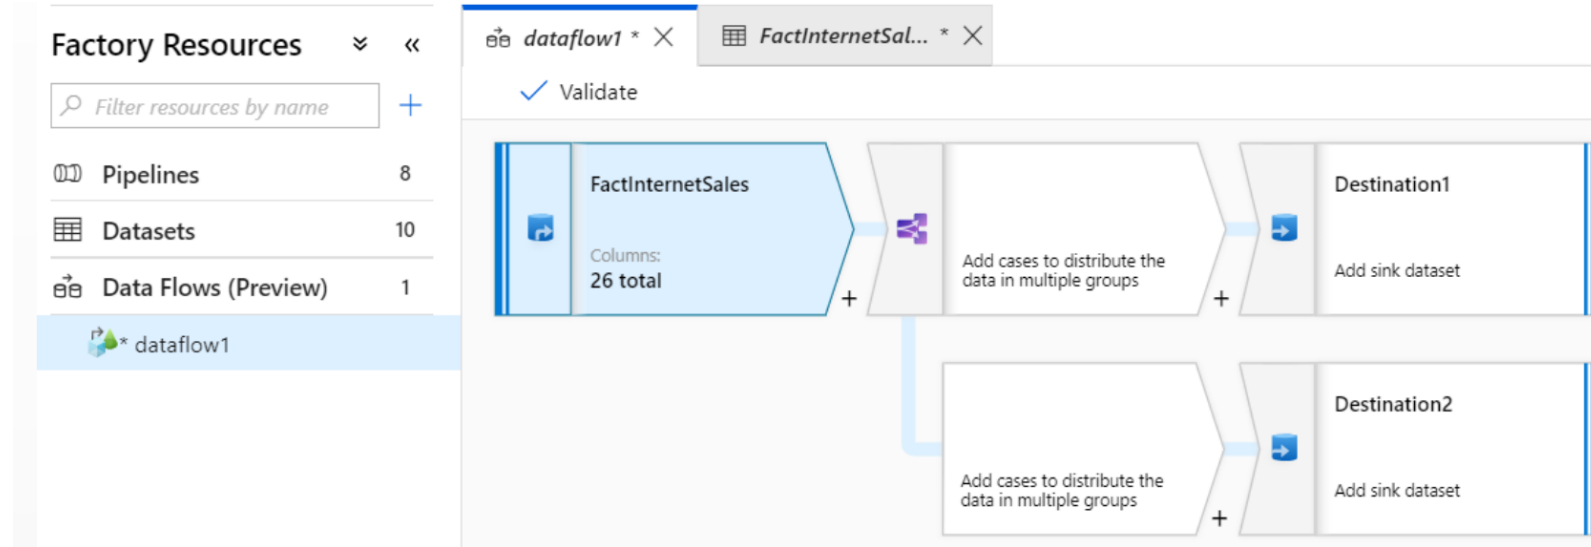 Factory Resources
dataflow1 *
FactInternetSal... *
Filter resources by name
Validate
Pipelines 8
Datasets 10
Data Flows (Preview) 1
* dataflow1
FactInternetSales
Columns:
26 total
+
Add cases to distribute the
data in multiple groups
+
Destination1
Add sink dataset
Add cases to distribute the
data in multiple groups
+
Destination2
Add sink dataset